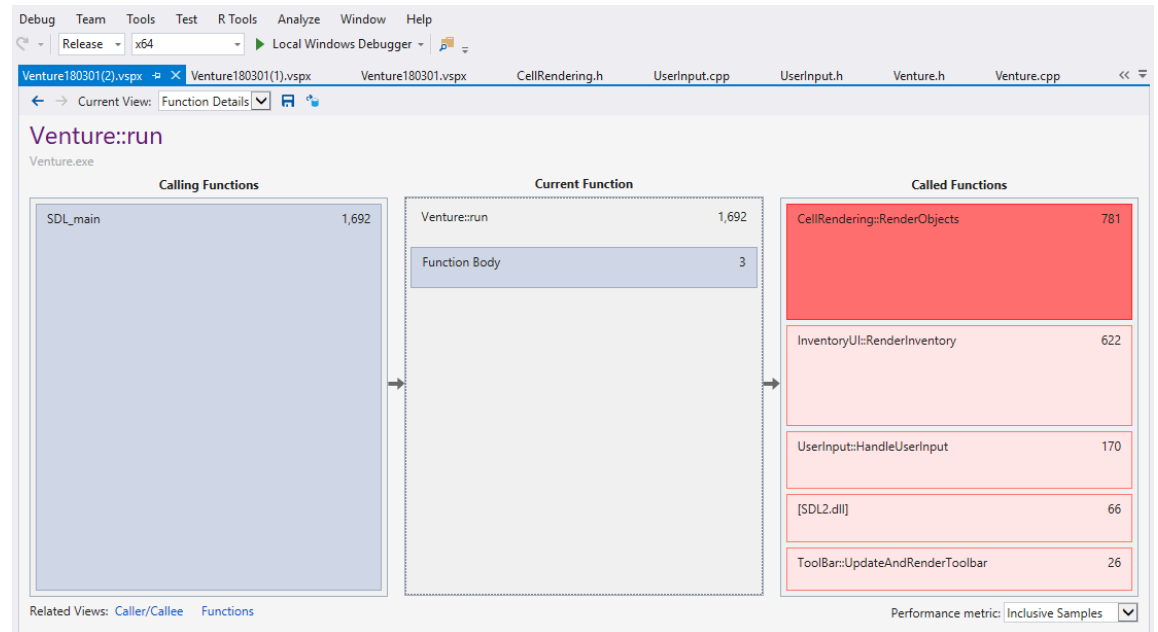 Debug Team Tools Test R Tools Analyze Window Help
Release x64 Local Windows Debugger
Venture180301(2).vspx Venture180301(1).vspx Venture180301.vspx CellRendering.h UserInput.cpp UserInput.h Venture.h Venture.cpp
Current View: Function Details
Venture::run
Venture.exe
Calling Functions Current Function Called Functions
SDL_main 1,692 Venture::run 1,692 CellRendering::RenderObjects 781
Function Body 3
InventoryUI::RenderInventory 622
UserInput::HandleUserInput 170
[SDL2.dll] 66
ToolBar::UpdateAndRenderToolbar 26
Related Views: Caller/Callee Functions Performance metric: Inclusive Samples